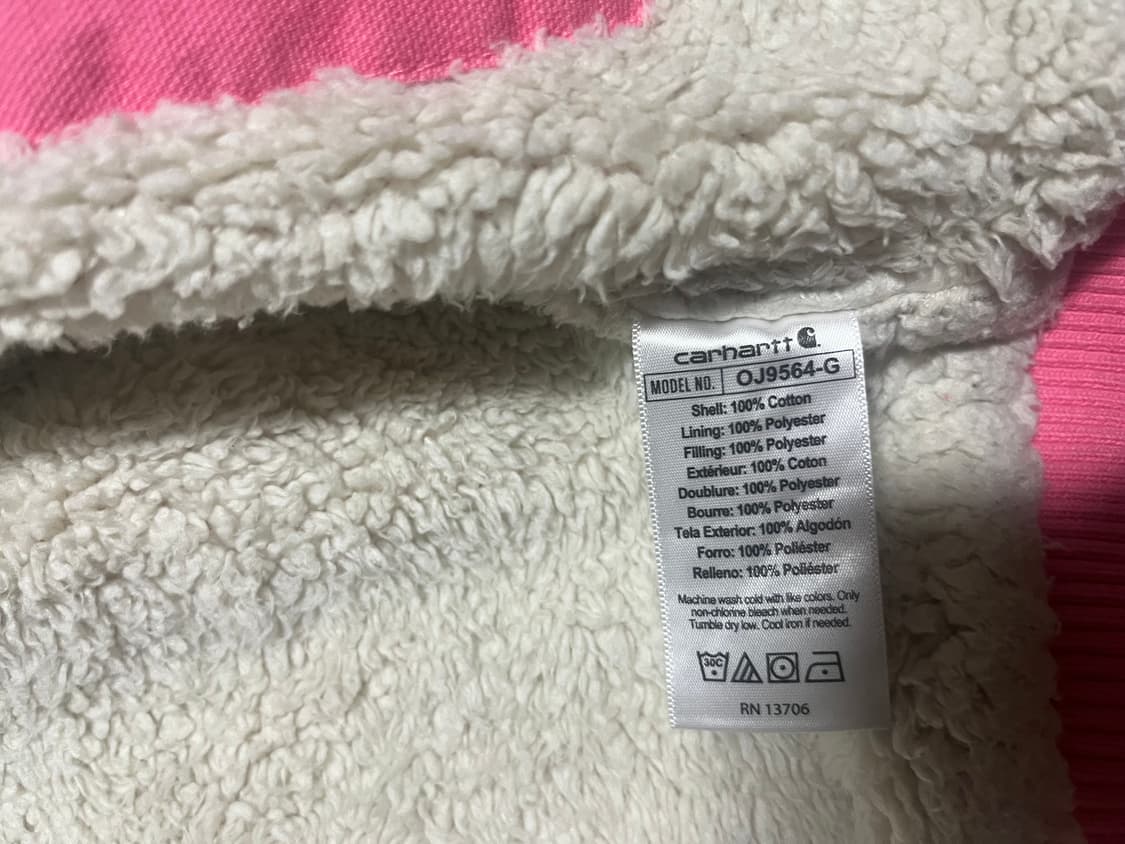 carhartt
MODEL NO. OJ9564-G
Shell: 100% Cotton
Lining: 100% Polyester
Filling: 100% Polyester
Extérieur: 100% Coton
Doublure: 100% Polyester
Bourre: 100% Polyester
Tela Exterior: 100% Algodón
Forro: 100% Poliéster
Relleno: 100% Poliéster
Machine wash cold with like colors. Only
non-chlorine bleach when needed.
Tumble dry low. Cool iron if needed.
30C
RN 13706